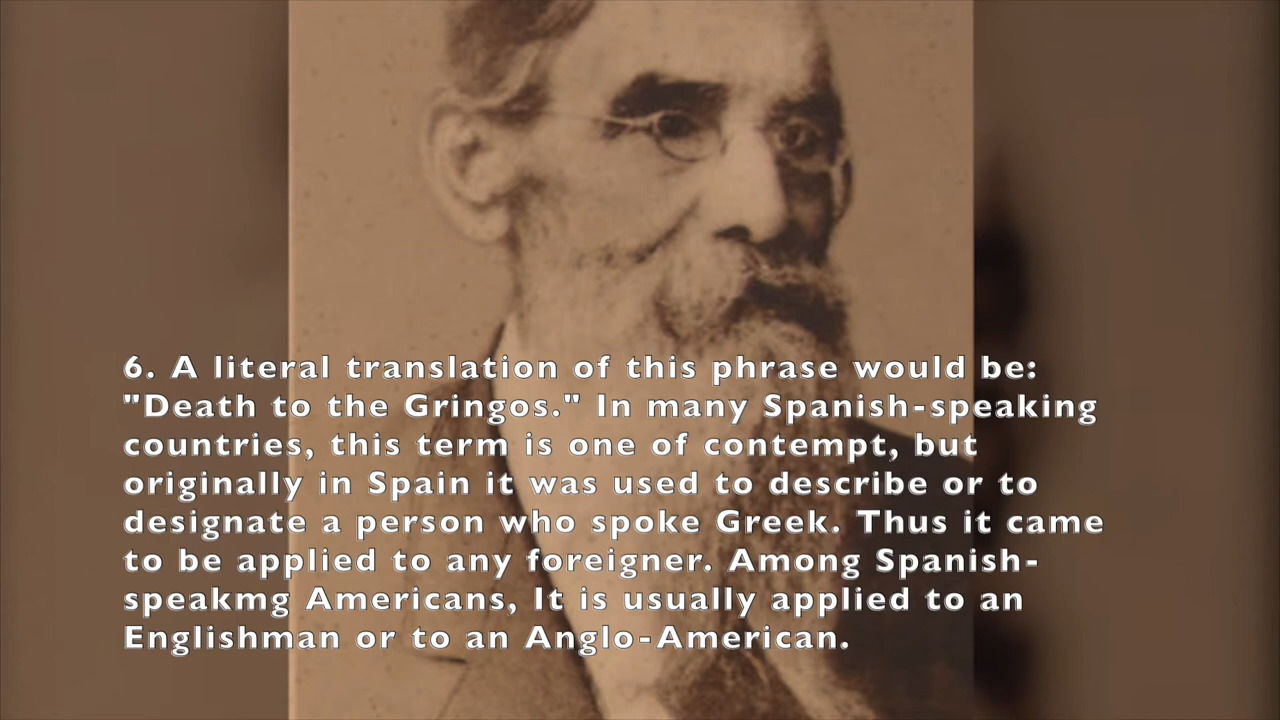 6. A literal translation of this phrase would be:
"Death to the Gringos." In many Spanish-speaking
countries, this term is one of contempt, but
originally in Spain it was used to describe or to
designate a person who spoke Greek. Thus it came
to be applied to any foreigner. Among Spanish-
speakmg Americans, It is usually applied to an
Englishman or to an Anglo-American.